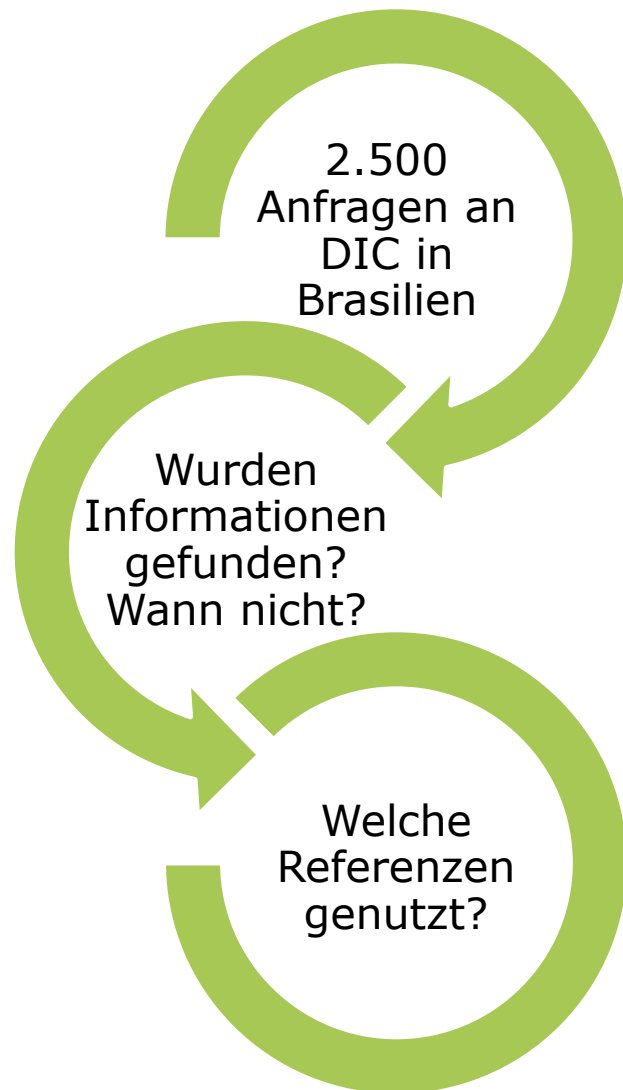 2.500
Anfragen an
DIC in
Brasilien
Wurden
Informationen
gefunden?
Wann nicht?
Welche
Referenzen
genutzt?